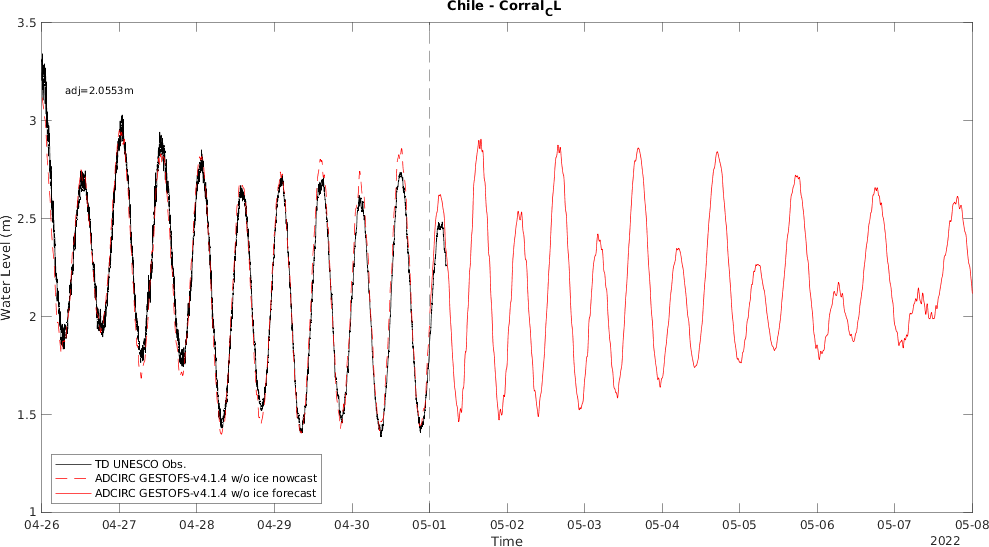 Chile - Corral_CL
3.5
3
2.5
2
1.5
1
Water Level (m)
adj=2.0553m
TD UNESCO Obs.
ADCIRC GESTOFS-v4.1.4 w/o ice nowcast
ADCIRC GESTOFS-v4.1.4 w/o ice forecast
04-26 04-27 04-28 04-29 04-30 05-01 05-02 05-03 05-04 05-05 05-06 05-07 05-08
Time
2022